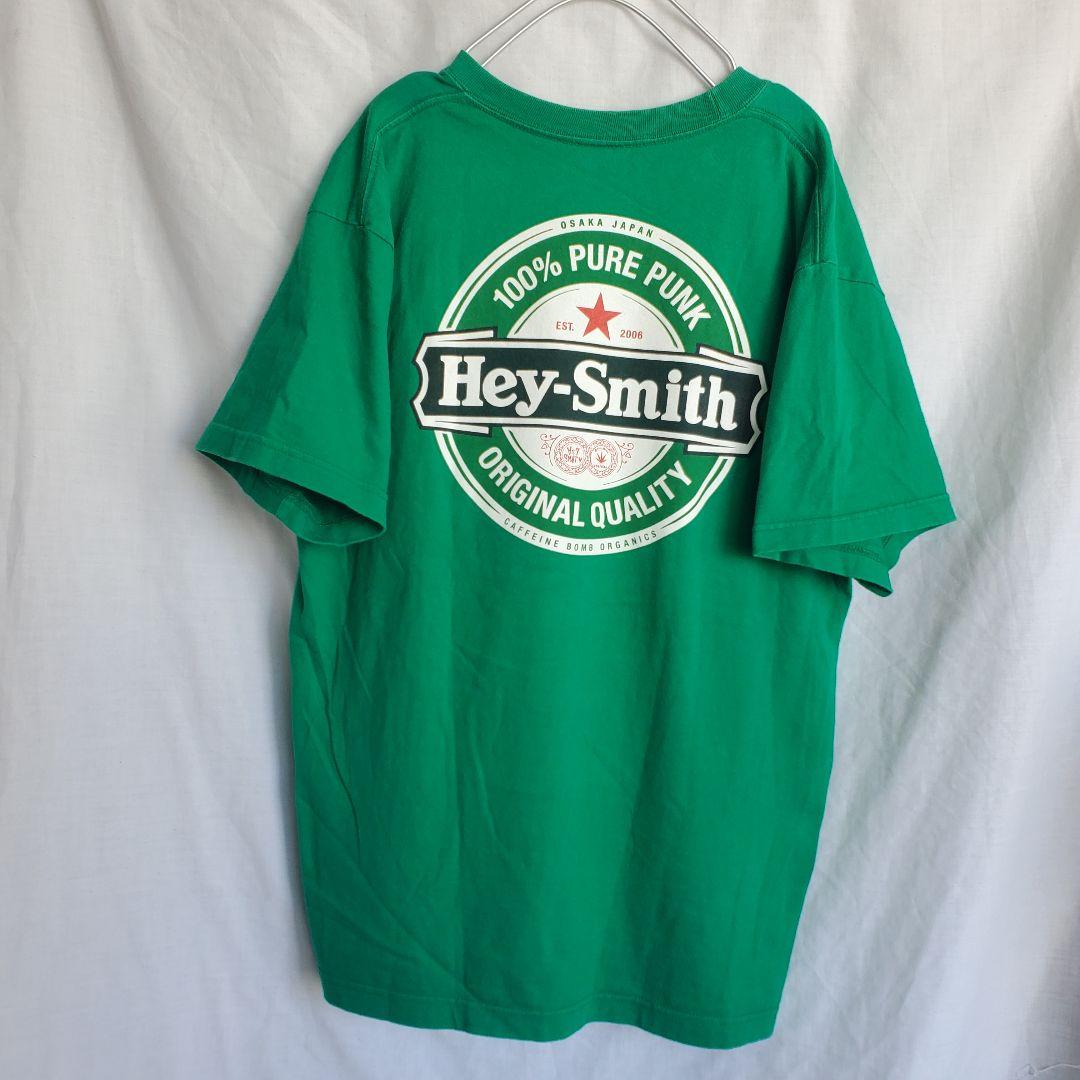 OSAKA JAPAN
100% PURE PUNK
EST. 2006
Hey-Smith
ORIGINAL QUALITY
CAFFEINE BOMB ORGANICS